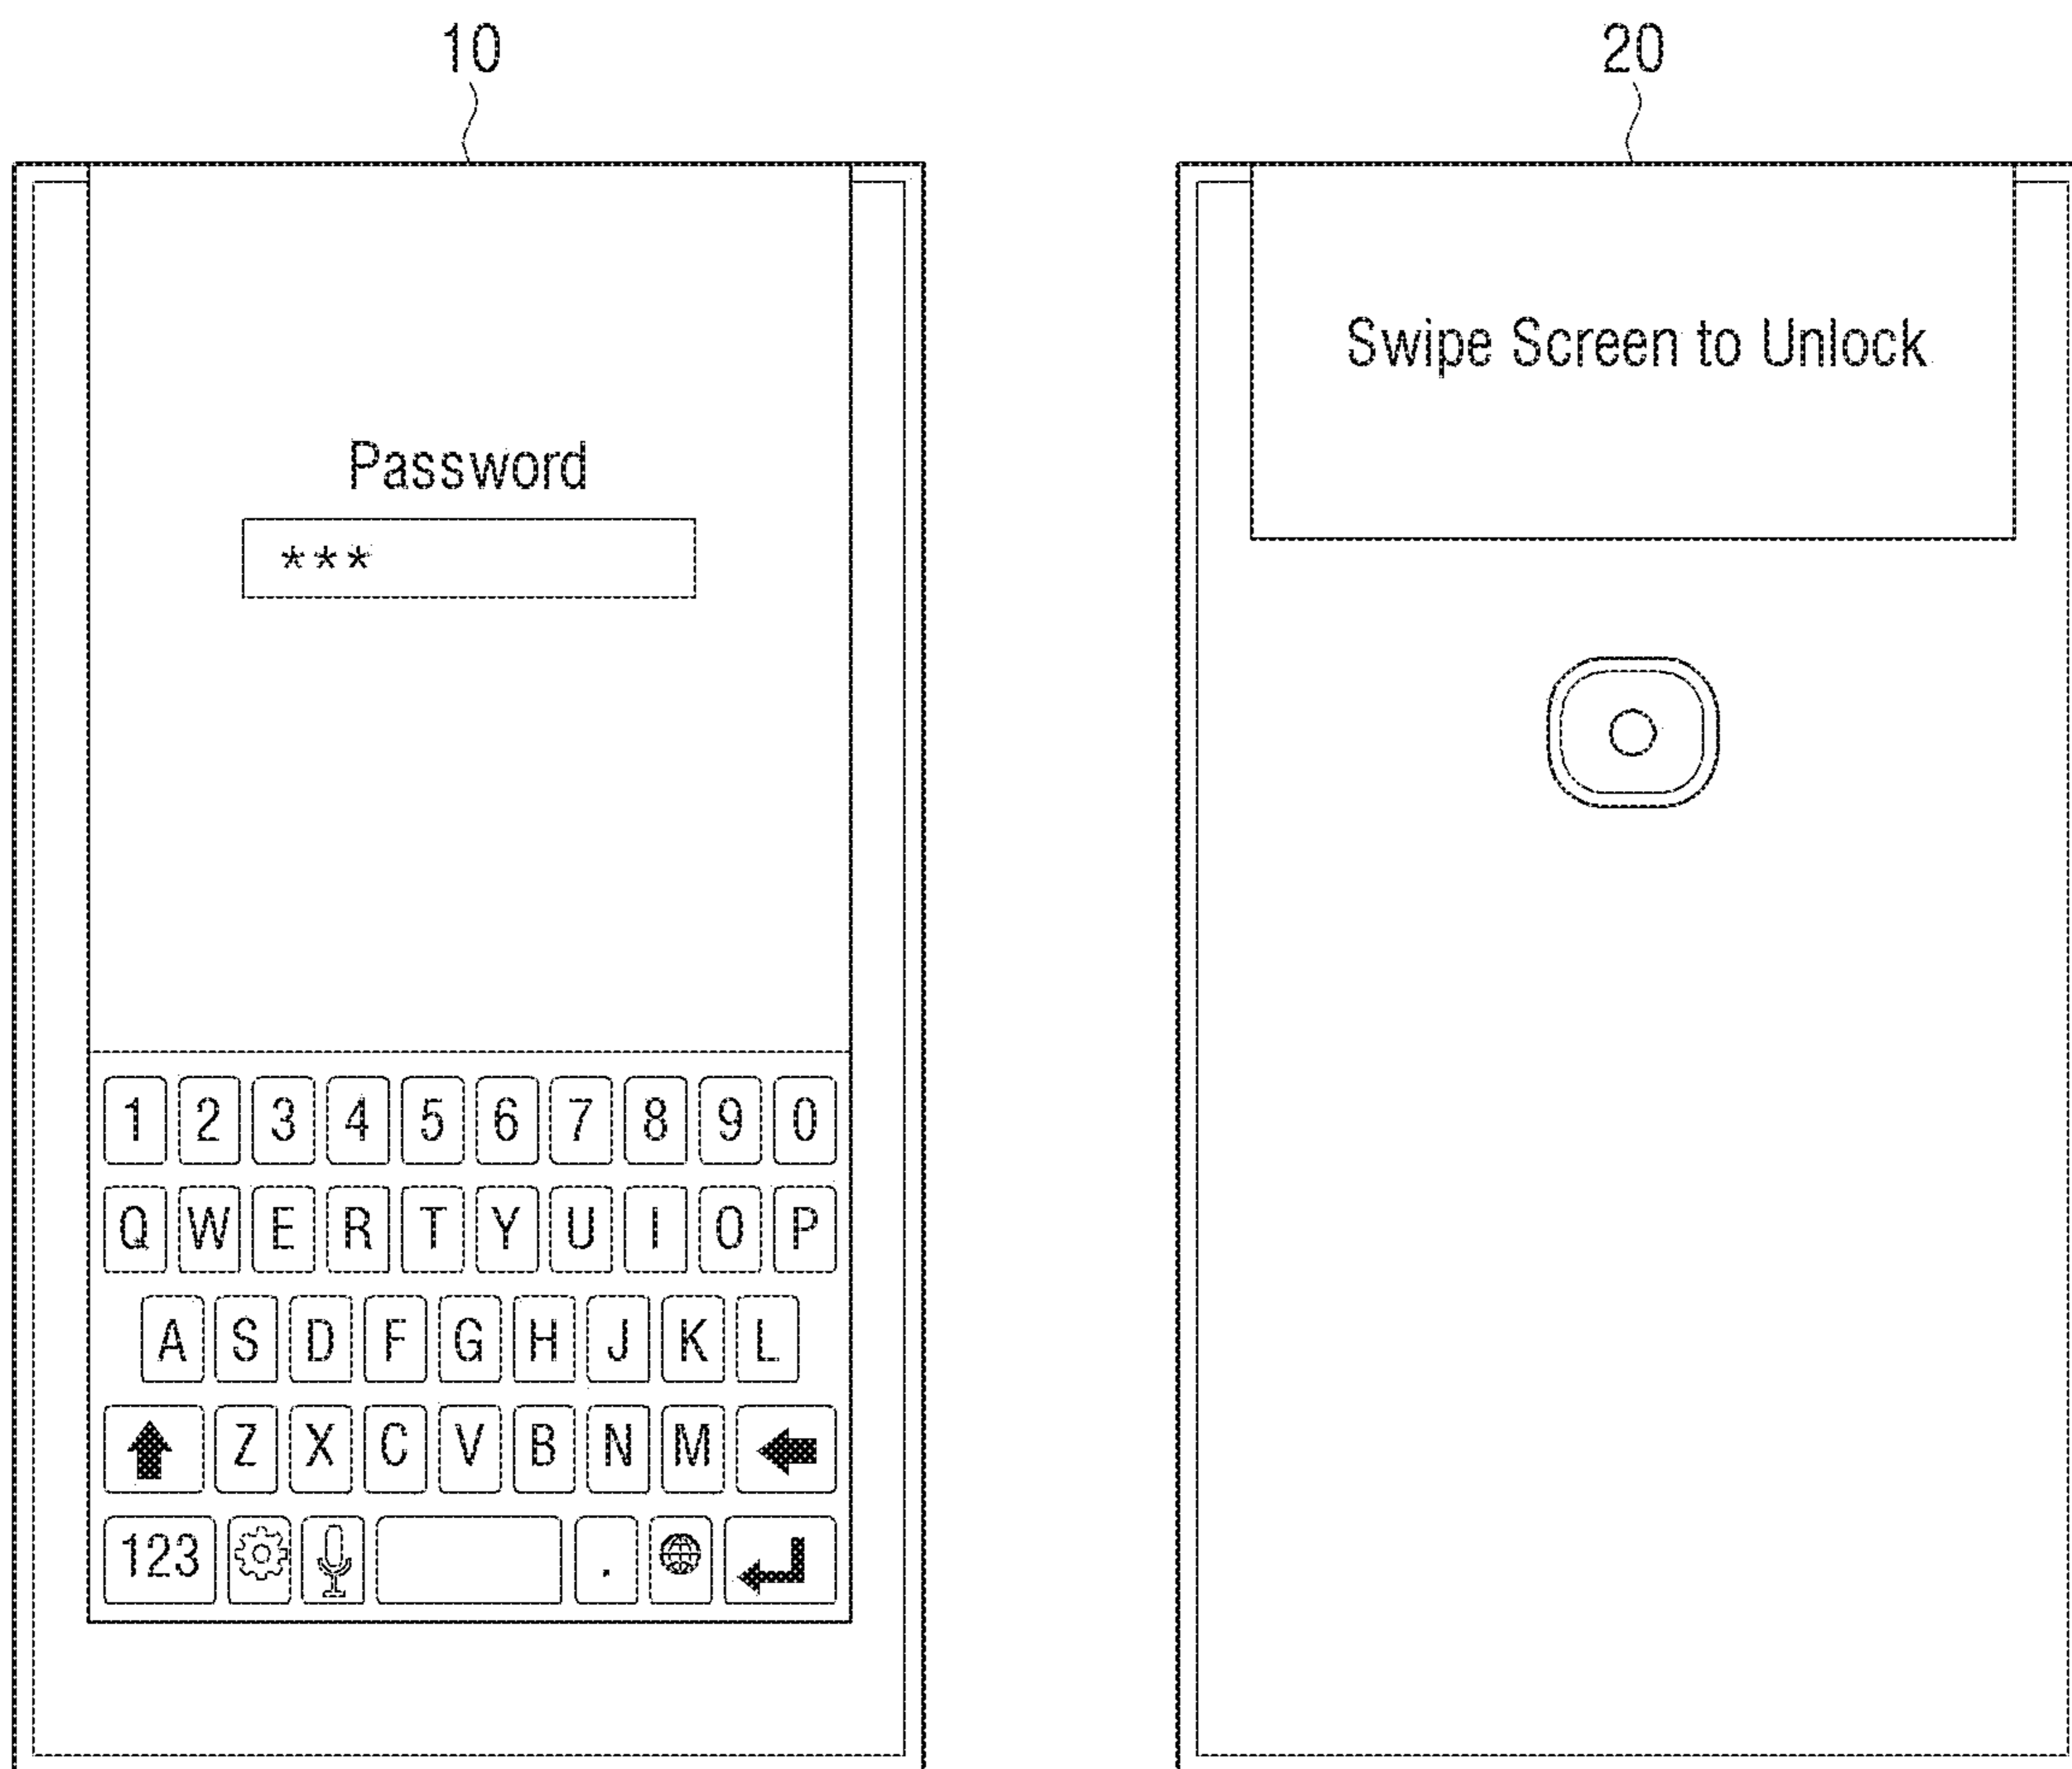 10
20
Password
***
Swipe Screen to Unlock
1 2 3 4 5 6 7 8 9 0
Q W E R T Y U I O P
A S D F G H J K L
Z X C V B N M
123 .